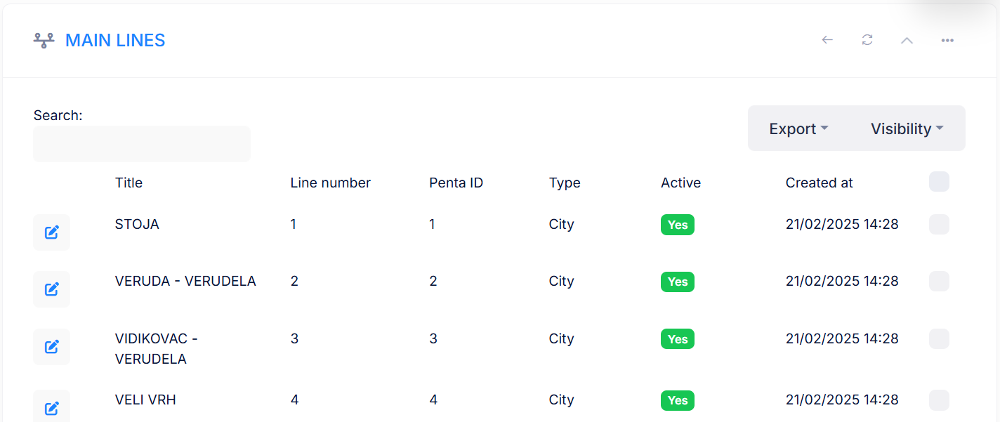 MAIN LINES
Search:
Export Visibility
Title Line number Penta ID Type Active Created at
STOJA 1 1 City Yes 21/02/2025 14:28
VERUDA - VERUDELA 2 2 City Yes 21/02/2025 14:28
VIDIKOVAC - 3 3 City Yes 21/02/2025 14:28
VERUDELA
VELI VRH 4 4 City Yes 21/02/2025 14:28